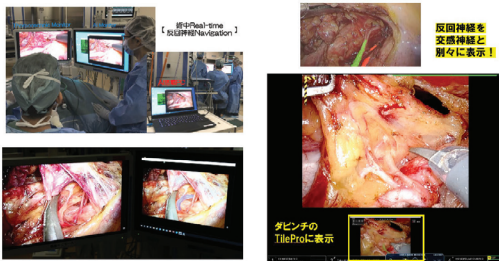 【 術中Real-time
反回神経Navigation 】
反回神経を
交感神経と
別々に表示！
ダビンチの
TileProに表示